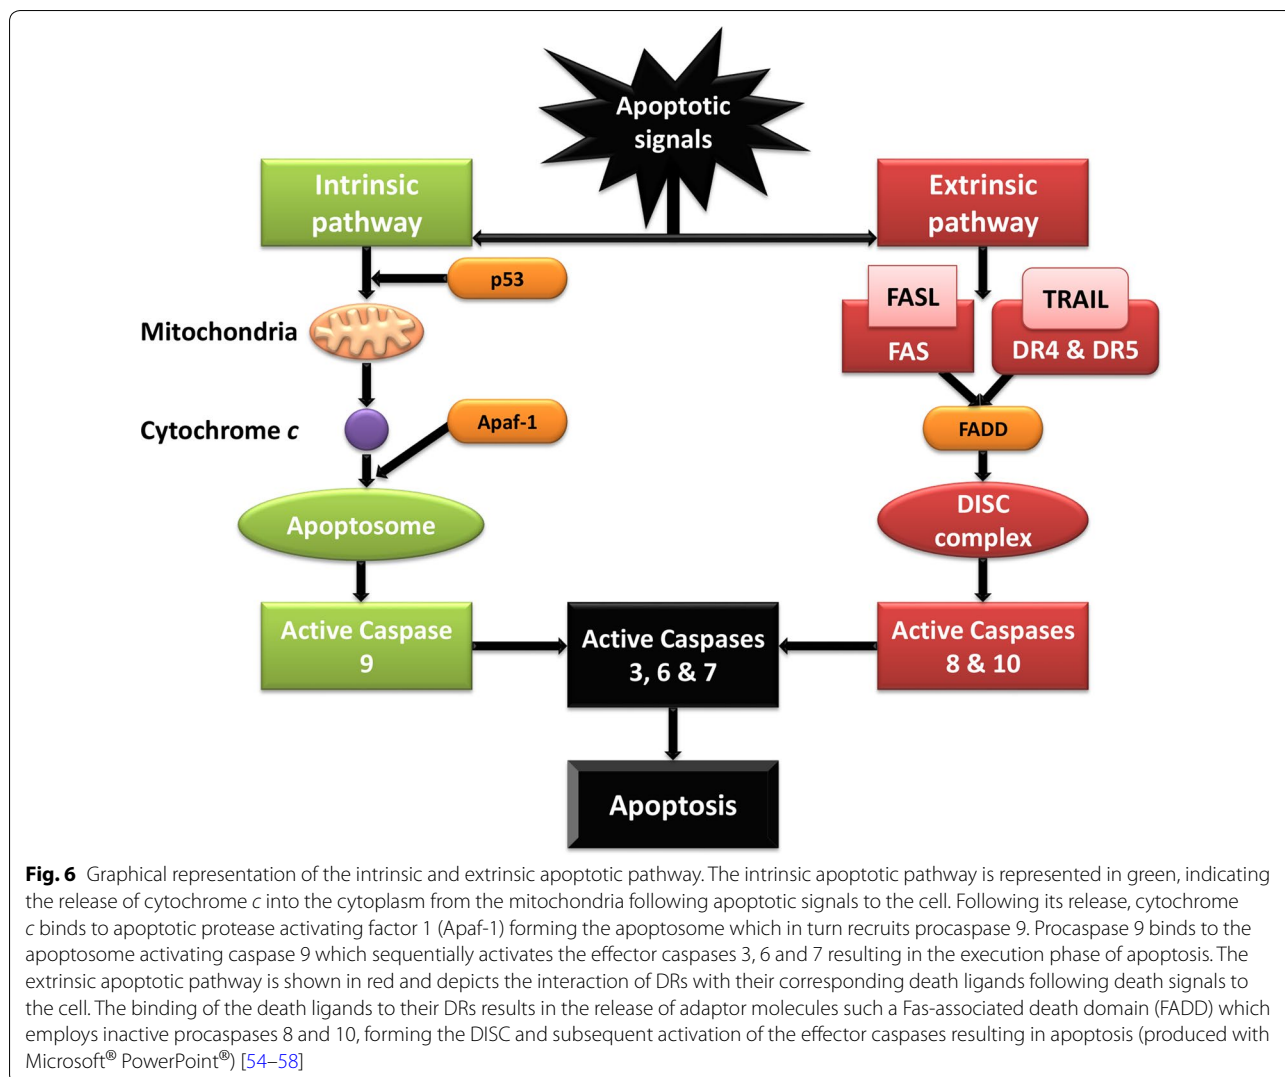 Apoptotic
signals
Intrinsic
pathway
Extrinsic
pathway
p53
FASL
TRAIL
Mitochondria
FAS
DR4 & DR5
Cytochrome c
Apaf-1
FADD
Apoptosome
DISC
complex
Active Caspase
9
Active Caspases
3, 6 & 7
Active Caspases
8 & 10
Apoptosis
Fig. 6 Graphical representation of the intrinsic and extrinsic apoptotic pathway. The intrinsic apoptotic pathway is represented in green, indicating
the release of cytochrome c into the cytoplasm from the mitochondria following apoptotic signals to the cell. Following its release, cytochrome
c binds to apoptotic protease activating factor 1 (Apaf-1) forming the apoptosome which in turn recruits procaspase 9. Procaspase 9 binds to the
apoptosome activating caspase 9 which sequentially activates the effector caspases 3, 6 and 7 resulting in the execution phase of apoptosis. The
extrinsic apoptotic pathway is shown in red and depicts the interaction of DRs with their corresponding death ligands following death signals to
the cell. The binding of the death ligands to their DRs results in the release of adaptor molecules such a Fas-associated death domain (FADD) which
employs inactive procaspases 8 and 10, forming the DISC and subsequent activation of the effector caspases resulting in apoptosis (produced with
Microsoft® PowerPoint®) [54–58]